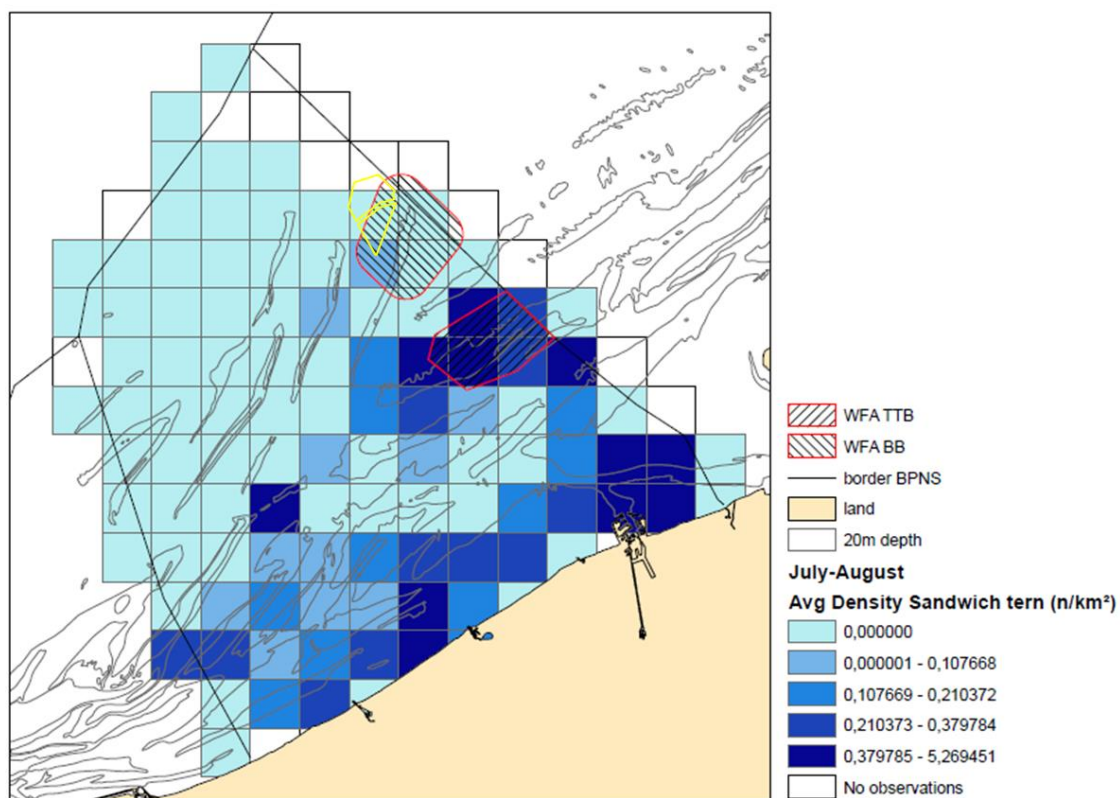 WFA TTB
WFA BB
border BPNS
land
20m depth
July-August
Avg Density Sandwich tern (n/km²)
0,000000
0,000001 - 0,107668
0,107669 - 0,210372
0,210373 - 0,379784
0,379785 - 5,269451
No observations